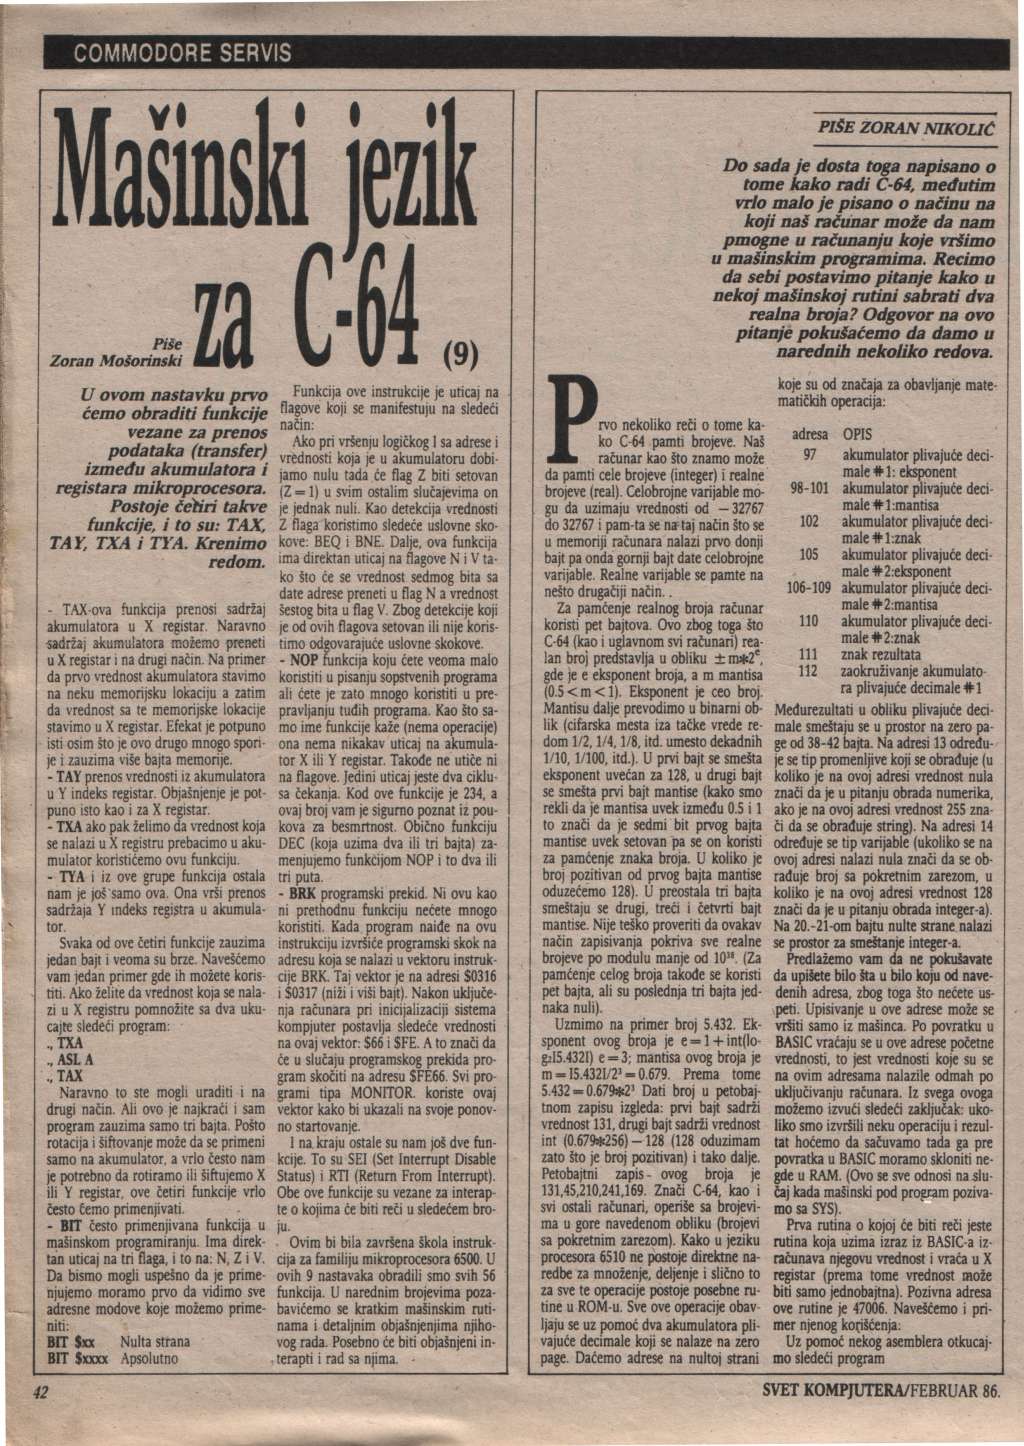 COMMODORE SERVIS
Mašinski jezik
za C-64 (9)
Piše
Zoran Mošorinski
U ovom nastavku prvo
ćemo obraditi funkcije
vezane za prenos
podataka (transfer)
između akumulatora i
registara mikroprocesora.
Postoje četiri takve
funkcije, i to su: TAX,
TAY, TXA i TYA. Krenimo
redom.
- TAX-ova funkcija prenosi sadržaj
akumulatora u X registar. Naravno
sadržaj akumulatora možemo preneti
u X registar i na drugi način. Na primer
da prvo vrednost akumulatora stavimo
na neku memorijsku lokaciju a zatim
da vrednost sa te memorijske lokacije
stavimo u X registar. Efekat je potpuno
isti osim što je ovo drugo mnogo spori-
je i zauzima više bajta memorije.
- TAY prenos vrednosti iz akumulatora
u Y indeks registar. Objašnjenje je pot-
puno isto kao i za X registar.
- TXA ako pak želimo da vrednost koja
se nalazi u X registru prebacimo u aku-
mulator koristićemo ovu funkciju.
- TYA i iz ove grupe funkcija ostala
nam je još samo ova. Ona vrši prenos
sadržaja Y indeks registra u akumula-
tor.
Svaka od ove četiri funkcije zauzima
jedan bajt i veoma su brze. Navešćemo
vam jedan primer gde ih možete koris-
titi. Ako želite da vrednost koja se nala-
zi u X registru pomnožite sa dva uku-
cajte sledeći program:
., TXA
., ASL A
., TAX
Naravno to ste mogli uraditi i na
drugi način. Ali ovo je najkraći i sam
program zauzima samo tri bajta. Pošto
rotacija i šiftovanje može da se primeni
samo na akumulator, a vrlo često nam
je potrebno da rotiramo ili šiftujemo X
ili Y registar, ove četiri funkcije vrlo
često ćemo primenjivati.
- BIT često primenjivana funkcija u
mašinskom programiranju. Ima direk-
tan uticaj na tri flaga, i to na: N, Z i V.
Da bismo mogli uspešno da je prime-
njujemo moramo prvo da vidimo sve
adresne modove koje možemo prime-
niti:
BIT $xx Nulta strana
BIT $xxxx Apsolutno
Funkcija ove instrukcije je uticaj na
flagove koji se manifestuju na sledeći
način:
Ako pri vršenju logičkog I sa adrese i
vrednosti koja je u akumulatoru dobi-
jamo nulu tada će flag Z biti setovan
(Z = 1) u svim ostalim slučajevima on
je jednak nuli. Kao detekcija vrednosti
Z flaga koristimo sledeće uslovne sko-
kove: BEQ i BNE. Dalje, ova funkcija
ima direktan uticaj na flagove N i V ta-
ko što će se vrednost sedmog bita sa
date adrese preneti u flag N a vrednost
šestog bita u flag V. Zbog detekcije koji
je od ovih flagova setovan ili nije koris-
timo odgovarajuće uslovne skokove.
- NOP funkcija koju ćete veoma malo
koristiti u pisanju sopstvenih programa
ali ćete je zato mnogo koristiti u pre-
pravljanju tuđih programa. Kao što sa-
mo ime funkcije kaže (nema operacije)
ona nema nikakav uticaj na akumula-
tor X ili Y registar. Takođe ne utiče ni
na flagove. Jedini uticaj jeste dva ciklu-
sa čekanja. Kod ove funkcije je 234, a
ovaj broj vam je sigurno poznat iz pou-
kova za besmrtnost. Obično funkciju
DEC (koja uzima dva ili tri bajta) za-
menjujemo funkcijom NOP i to dva ili
tri puta.
- BRK programski prekid. Ni ovu kao
ni prethodnu funkciju nećete mnogo
koristiti. Kada program naiđe na ovu
instrukciju izvršiće programski skok na
adresu koja se nalazi u vektoru instruk-
cije BRK. Taj vektor je na adresi $0316
i $0317 (niži i viši bajt). Nakon uključe-
nja računara pri inicijalizaciji sistema
kompjuter postavlja sledeće vrednosti
na ovaj vektor: $66 i $FE. A to znači da
će u slučaju programskog prekida pro-
gram skočiti na adresu $FE66. Svi pro-
grami tipa MONITOR. koriste ovaj
vektor kako bi ukazali na svoje ponov-
no startovanje.
I na kraju ostale su nam još dve fun-
kcije. To su SEI (Set Interrupt Disable
Status) i RTI (Return From Interrupt).
Obe ove funkcije su vezane za interap-
te o kojima će biti reči u sledećem bro-
ju.
Ovim bi bila završena škola instruk-
cija za familiju mikroprocesora 6500. U
ovih 9 nastavaka obradili smo svih 56
funkcija. U narednim brojevima poza-
bavićemo se kratkim mašinskim ruti-
nama i detaljnim objašnjenjima njiho-
vog rada. Posebno će biti objašnjeni in-
terapti i rad sa njima.
PIŠE ZORAN NIKOLIĆ
Do sada je dosta toga napisano o
tome kako radi C-64, međutim
vrlo malo je pisano o načinu na
koji naš računar može da nam
pmogne u računanju koje vršimo
u mašinskim programima. Recimo
da sebi postavimo pitanje kako u
nekoj mašinskoj rutini sabrati dva
realna broja? Odgovor na ovo
pitanje pokušaćemo da damo u
narednih nekoliko redova.
Prvo nekoliko reči o tome ka-
ko C-64 pamti brojeve. Naš
računar kao što znamo može
da pamti cele brojeve (integer) i realne
brojeve (real). Celobrojne varijable mo-
gu da uzimaju vrednosti od — 32767
do 32767 i pam-ta se na taj način što se
u memoriji računara nalazi prvo donji
bajt pa onda gornji bajt date celobrojne
varijable. Realne varijable se pamte na
nešto drugačiji način. .
Za pamćenje realnog broja računar
koristi pet bajtova. Ovo zbog toga što
C-64 (kao i uglavnom svi računari) rea-
lan broj predstavlja u obliku ± m*2ᵉ,
gde je e eksponent broja, a m mantisa
(0.5 < m < 1). Eksponent je ceo broj.
Mantisu dalje prevodimo u binarni ob-
lik (cifarska mesta iza tačke vrede re-
dom 1/2, 1/4, 1/8, itd. umesto dekadnih
1/10, 1/100, itd.). U prvi bajt se smešta
eksponent uvećan za 128, u drugi bajt
se smešta prvi bajt mantise (kako smo
rekli da je mantisa uvek između 0.5 i 1
to znači da je sedmi bit prvog bajta
mantise uvek setovan pa se on koristi
za pamćenje znaka broja. U koliko je
broj pozitivan od prvog bajta mantise
oduzećemo 128). U preostala tri bajta
smeštaju se drugi, treći i četvrti bajt
mantise. Nije teško proveriti da ovakav
način zapisivanja pokriva sve realne
brojeve po modulu manje od 10³⁸. (Za
pamćenje celog broja takođe se koristi
pet bajta, ali su poslednja tri bajta jed-
naka nuli).
Uzmimo na primer broj 5.432. Ek-
sponent ovog broja je e = 1 + int(lo-
g₂I5.432I) e = 3; mantisa ovog broja je
m = I5.432I/2³ = 0.679. Prema tome
5.432 = 0.679*2³ Dati broj u petobaj-
tnom zapisu izgleda: prvi bajt sadrži
vrednost 131, drugi bajt sadrži vrednost
int (0.679*256) — 128 (128 oduzimam
zato što je broj pozitivan) i tako dalje.
Petobajtni zapis ovog broja je
131,45,210,241,169. Znači C-64, kao i
svi ostali računari, operiše sa brojevi-
ma u gore navedenom obliku (brojevi
sa pokretnim zarezom). Kako u jeziku
procesora 6510 ne postoje direktne na-
redbe za množenje, deljenje i slično to
za sve te operacije postoje posebne ru-
tine u ROM-u. Sve ove operacije obav-
ljaju se uz pomoć dva akumulatora pli-
vajuće decimale koji se nalaze na zero
page. Daćemo adrese na nultoj strani
koje su od značaja za obavljanje mate-
matičkih operacija:
adresa OPIS
97 akumulator plivajuće deci-
male #1: eksponent
98-101 akumulator plivajuće deci-
male #1:mantisa
102 akumulator plivajuće deci-
male #1:znak
105 akumulator plivajuće deci-
male #2:eksponent
106-109 akumulator plivajuće deci-
male #2:mantisa
110 akumulator plivajuće deci-
male #2:znak
111 znak rezultata
112 zaokruživanje akumulato-
ra plivajuće decimale #1
Međurezultati u obliku plivajuće deci-
male smeštaju se u prostor na zero pa-
ge od 38-42 bajta. Na adresi 13 određu-
je se tip promenljive koji se obrađuje (u
koliko je na ovoj adresi vrednost nula
znači da je u pitanju obrada numerika,
ako je na ovoj adresi vrednost 255 zna-
či da se obrađuje string). Na adresi 14
određuje se tip varijable (ukoliko se na
ovoj adresi nalazi nula znači da se ob-
rađuje broj sa pokretnim zarezom, u
koliko je na ovoj adresi vrednost 128
znači da je u pitanju obrada integer-a).
Na 20.-21-om bajtu nulte strane nalazi
se prostor za smeštanje integer-a.
Predlažemo vam da ne pokušavate
da upišete bilo šta u bilo koju od nave-
denih adresa, zbog toga što nećete us-
peti. Upisivanje u ove adrese može se
vršiti samo iz mašinca. Po povratku u
BASIC vraćaju se u ove adrese početne
vrednosti, to jest vrednosti koje su se
na ovim adresama nalazile odmah po
uključivanju računara. Iz svega ovoga
možemo izvući sledeći zaključak: uko-
liko smo izvršili neku operaciju i rezul-
tat hoćemo da sačuvamo tada ga pre
povratka u BASIC moramo skloniti ne-
gde u RAM. (Ovo se sve odnosi na slu-
čaj kada mašinski pod program poziva-
mo sa SYS).
Prva rutina o kojoj će biti reči jeste
rutina koja uzima izraz iz BASIC-a iz-
računava njegovu vrednost i vraća u X
registar (prema tome vrednost može
biti samo jednobajtna). Pozivna adresa
ove rutine je 47006. Navešćemo i pri-
mer njenog korišćenja:
Uz pomoć nekog asemblera otkucaj-
mo sledeći program
42
SVET KOMPJUTERA/FEBRUAR 86.